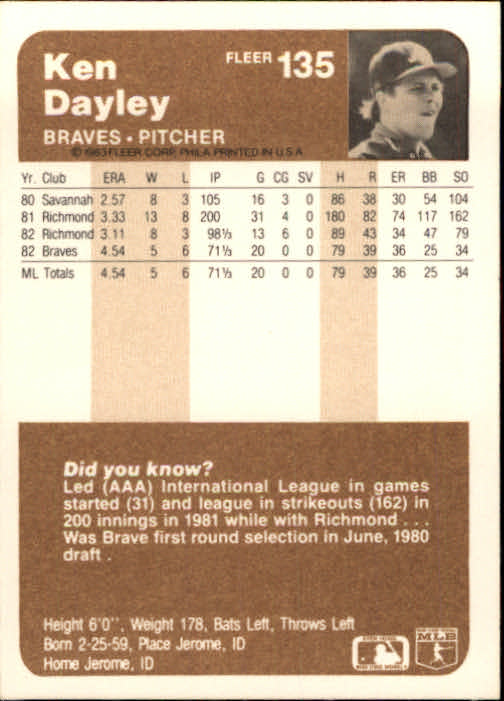 Ken
Dayley
FLEER 135
BRAVES • PITCHER
© 1983 FLEER CORP. PHILA PRINTED IN U.S.A.
Yr. Club ERA W L IP G CG SV H R ER BB SO
80 Savannah 2.57 8 3 105 16 3 0 86 38 30 54 104
81 Richmond 3.33 13 8 200 31 4 0 180 82 74 117 162
82 Richmond 3.11 8 3 98⅓ 13 6 0 89 43 34 47 79
82 Braves 4.54 5 6 71⅓ 20 0 0 79 39 36 25 34
ML Totals 4.54 5 6 71⅓ 20 0 0 79 39 36 25 34
Did you know?
Led (AAA) International League in games
started (31) and league in strikeouts (162) in
200 innings in 1981 while with Richmond . . .
Was Brave first round selection in June, 1980
draft .
Height 6'0'', Weight 178, Bats Left, Throws Left
Born 2-25-59, Place Jerome, ID
Home Jerome, ID
MLB